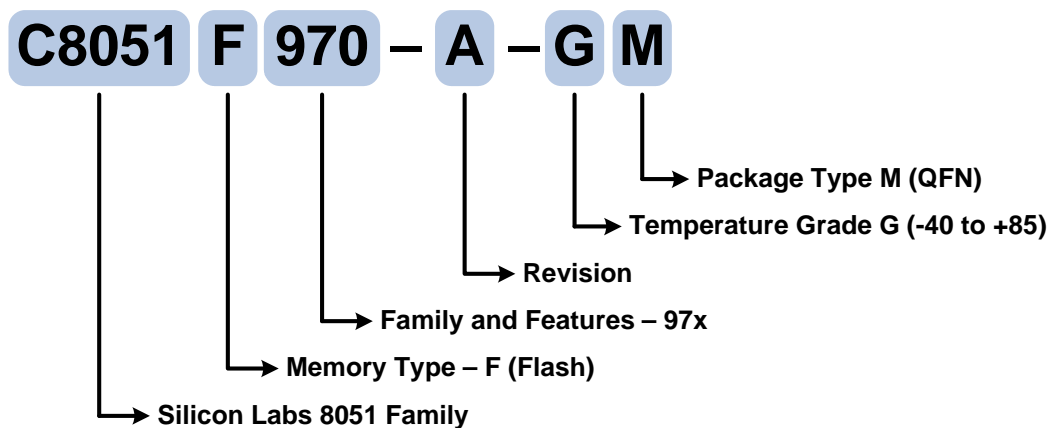 C8051 F 970 – A – G M
Package Type M (QFN)
Temperature Grade G (-40 to +85)
Revision
Family and Features – 97x
Memory Type – F (Flash)
Silicon Labs 8051 Family